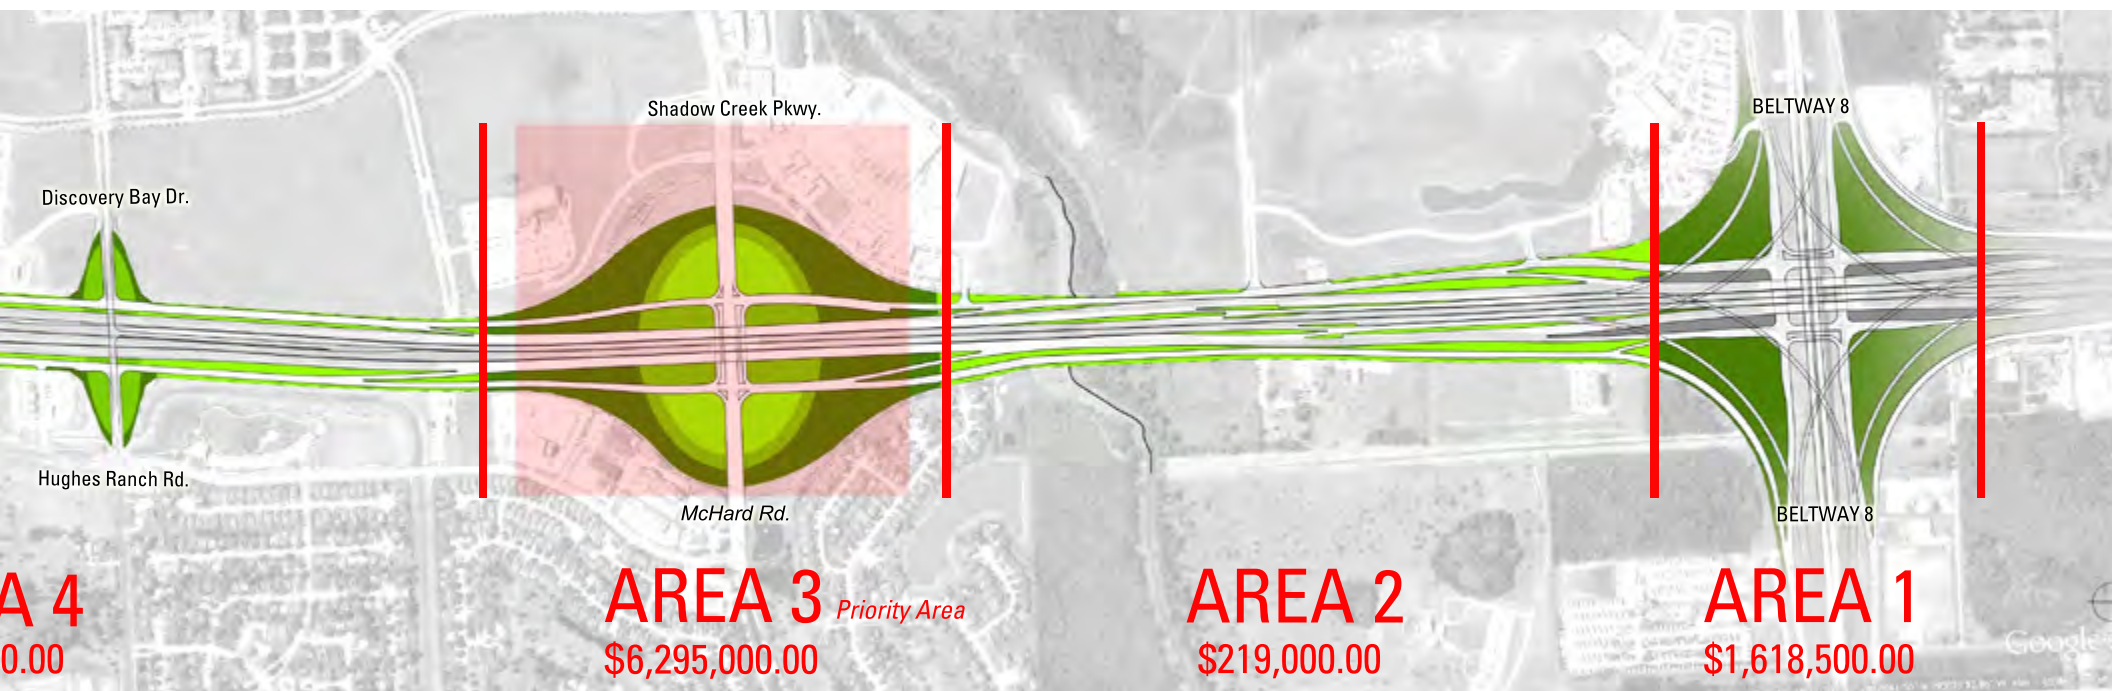 Shadow Creek Pkwy.
BELTWAY 8
Discovery Bay Dr.
Hughes Ranch Rd.
McHard Rd.
BELTWAY 8
A 4
0.00
AREA 3 Priority Area
$6,295,000.00
AREA 2
$219,000.00
AREA 1
$1,618,500.00
Google